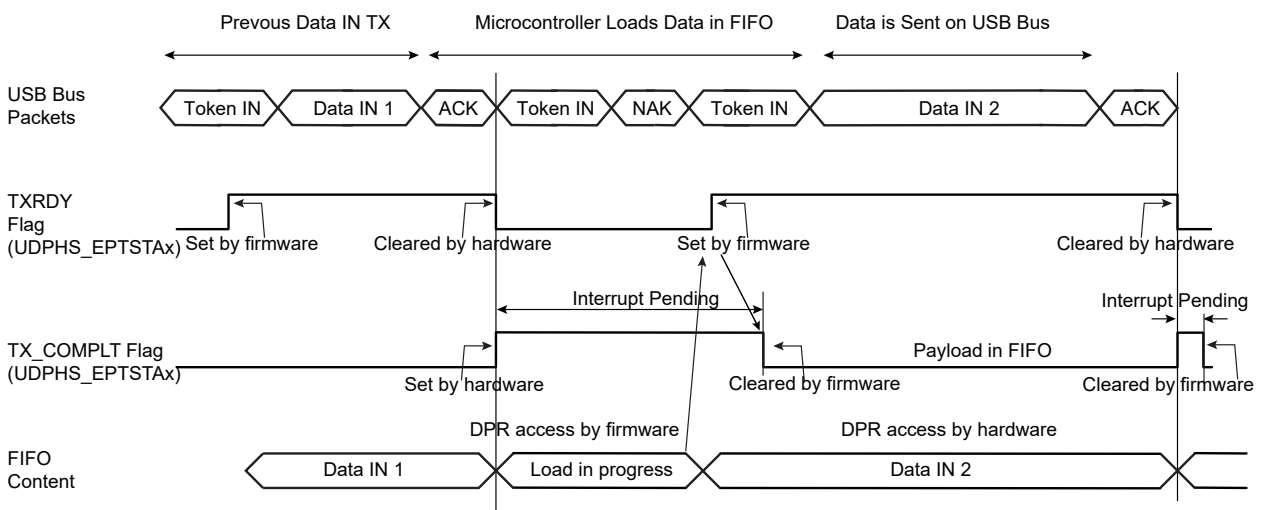 Prevous Data IN TX
Microcontroller Loads Data in FIFO
Data is Sent on USB Bus
USB Bus
Packets
Token IN
Data IN 1
ACK
Token IN
NAK
Token IN
Data IN 2
ACK
TXRDY
Flag
(UDPHS_EPTSTAx)
Set by firmware
Cleared by hardware
Set by firmware
Cleared by hardware
Interrupt Pending
Interrupt Pending
TX_COMPLT Flag
(UDPHS_EPTSTAx)
Payload in FIFO
Set by hardware
Cleared by firmware
Cleared by firmware
DPR access by firmware
DPR access by hardware
FIFO
Content
Data IN 1
Load in progress
Data IN 2